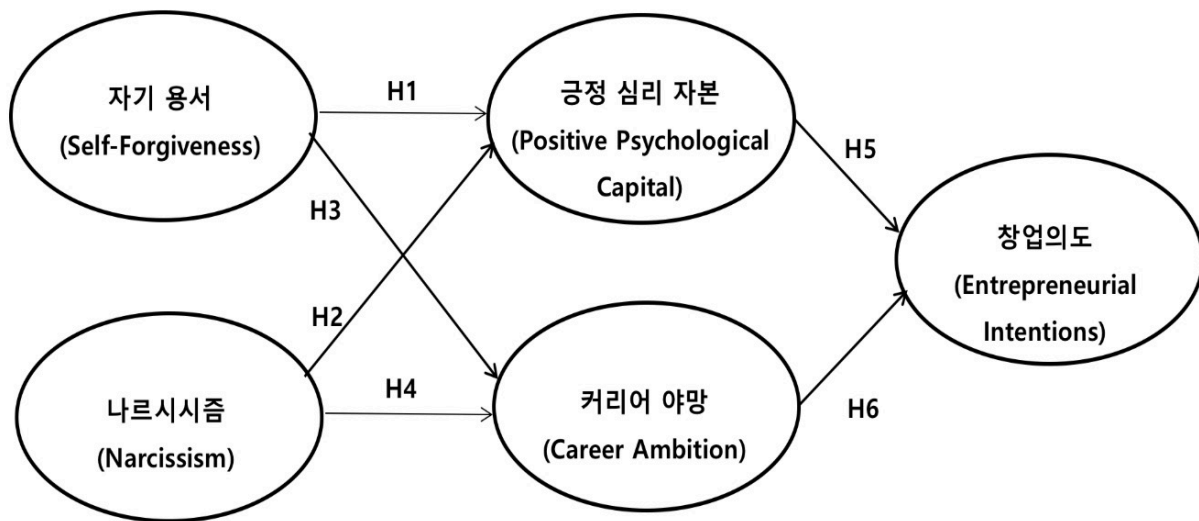 자기 용서
(Self-Forgiveness)
H1
긍정 심리 자본
(Positive Psychological
Capital)
H5
H3
창업의도
(Entrepreneurial
Intentions)
H2
나르시시즘
(Narcissism)
H4
커리어 야망
(Career Ambition)
H6